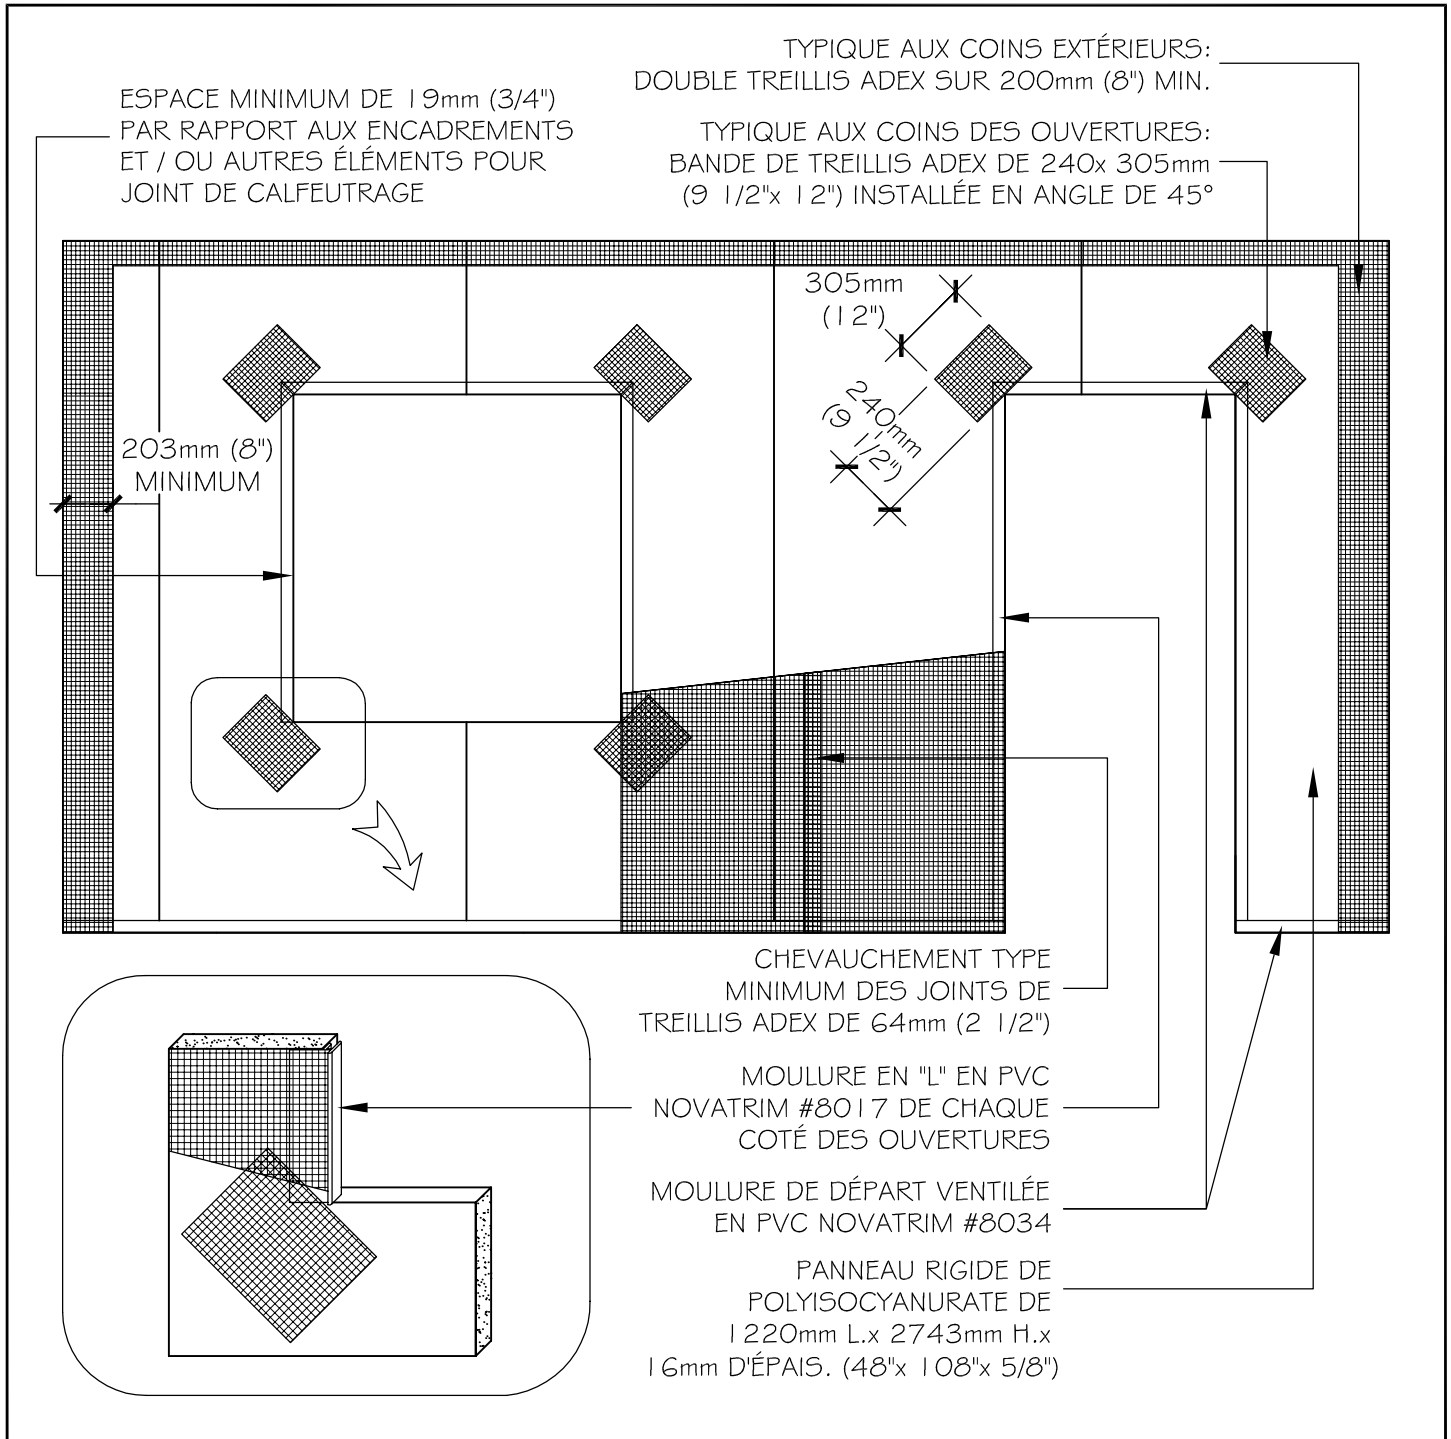 TYPIQUE AUX COINS EXTÉRIEURS:
DOUBLE TREILLIS ADEX SUR 200mm (8") MIN.
ESPACE MINIMUM DE 19mm (3/4")
PAR RAPPORT AUX ENCADREMENTS
ET / OU AUTRES ÉLÉMENTS POUR
JOINT DE CALFEUTRAGE
TYPIQUE AUX COINS DES OUVERTURES:
BANDE DE TREILLIS ADEX DE 240x 305mm
(9 1/2"x 12") INSTALLÉE EN ANGLE DE 45°
305mm
(12")
240mm
(9 1/2")
203mm (8")
MINIMUM
CHEVAUCHEMENT TYPE
MINIMUM DES JOINTS DE
TREILLIS ADEX DE 64mm (2 1/2")
MOULURE EN "L" EN PVC
NOVATRIM #8017 DE CHAQUE
COTÉ DES OUVERTURES
MOULURE DE DÉPART VENTILÉE
EN PVC NOVATRIM #8034
PANNEAU RIGIDE DE
POLYISOCYANURATE DE
1220mm L.x 2743mm H.x
16mm D'ÉPAIS. (48"x 108"x 5/8")